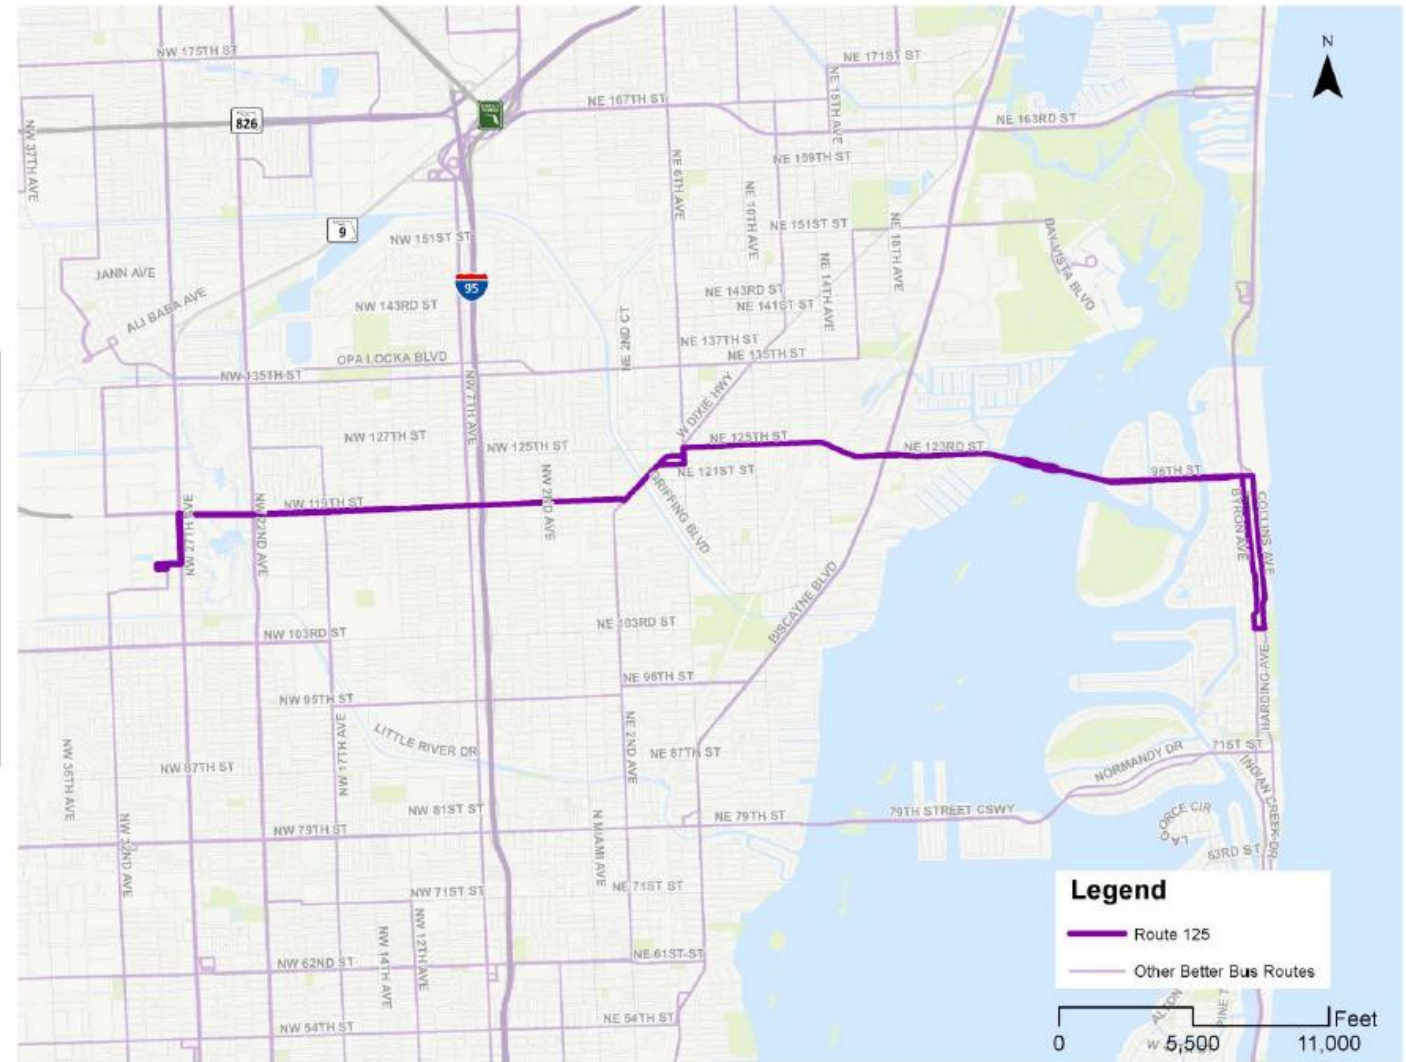 N
NW 175TH ST
NE 171ST ST
NE 15TH AVE
NE 167TH ST
826
NE 163RD ST
NW 37TH AVE
NE 159TH ST
NE 6TH AVE
NE 10TH AVE
NE 151ST ST
NE 18TH AVE
BAY VISTA BLVD
9
NW 151ST ST
JANN AVE
NE 14TH AVE
95
NE 143RD ST
NW 143RD ST
NE 141ST ST
ALI BABA AVE
NE 2ND CT
NE 137TH ST
NE 135TH ST
OPA LOCKA BLVD
NW 135TH ST
W DIXIE HWY
NW 7TH AVE
NW 127TH ST
NW 125TH ST
NE 125TH ST
NE 123RD ST
NE 121ST ST
96TH ST
NW 119TH ST
NW 2ND AVE
GRIFFING BLVD
NW 27TH AVE
NW 22ND AVE
BYRON AVE
COLLINS AVE
BISCAYNE BLVD
NW 103RD ST
NE 103RD ST
NE 96TH ST
HARDING AVE
NW 95TH ST
NW 17TH AVE
LITTLE RIVER DR
NE 2ND AVE
NE 87TH ST
71ST ST
NORMANDY DR
NW 36TH AVE
NW 87TH ST
INDIAN CREEK DR
NW 81ST ST
NE 79TH ST
79TH STREET CSWY
LA GORCE CIR
NW 79TH ST
NW 32ND AVE
N MIAMI AVE
63RD ST
NW 71ST ST
NE 71ST ST
NW 14TH AVE
NW 12TH AVE
NW 62ND ST
NE 61ST ST
NW 54TH ST
NE 54TH ST
Legend
Route 125
Other Better Bus Routes
ALTON
PINE T
Feet
0 5,500 11,000